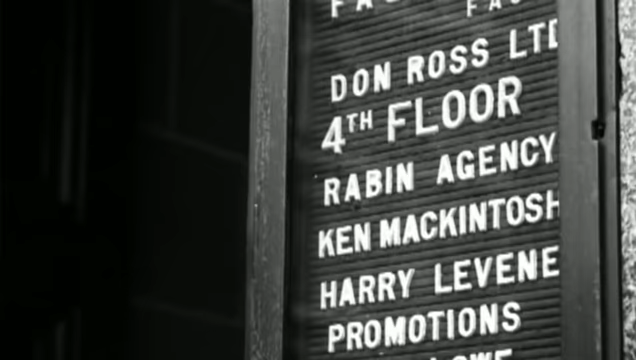 DON ROSS LTD
4TH FLOOR
RABIN AGENCY
KEN MACKINTOSH
HARRY LEVENE
PROMOTIONS